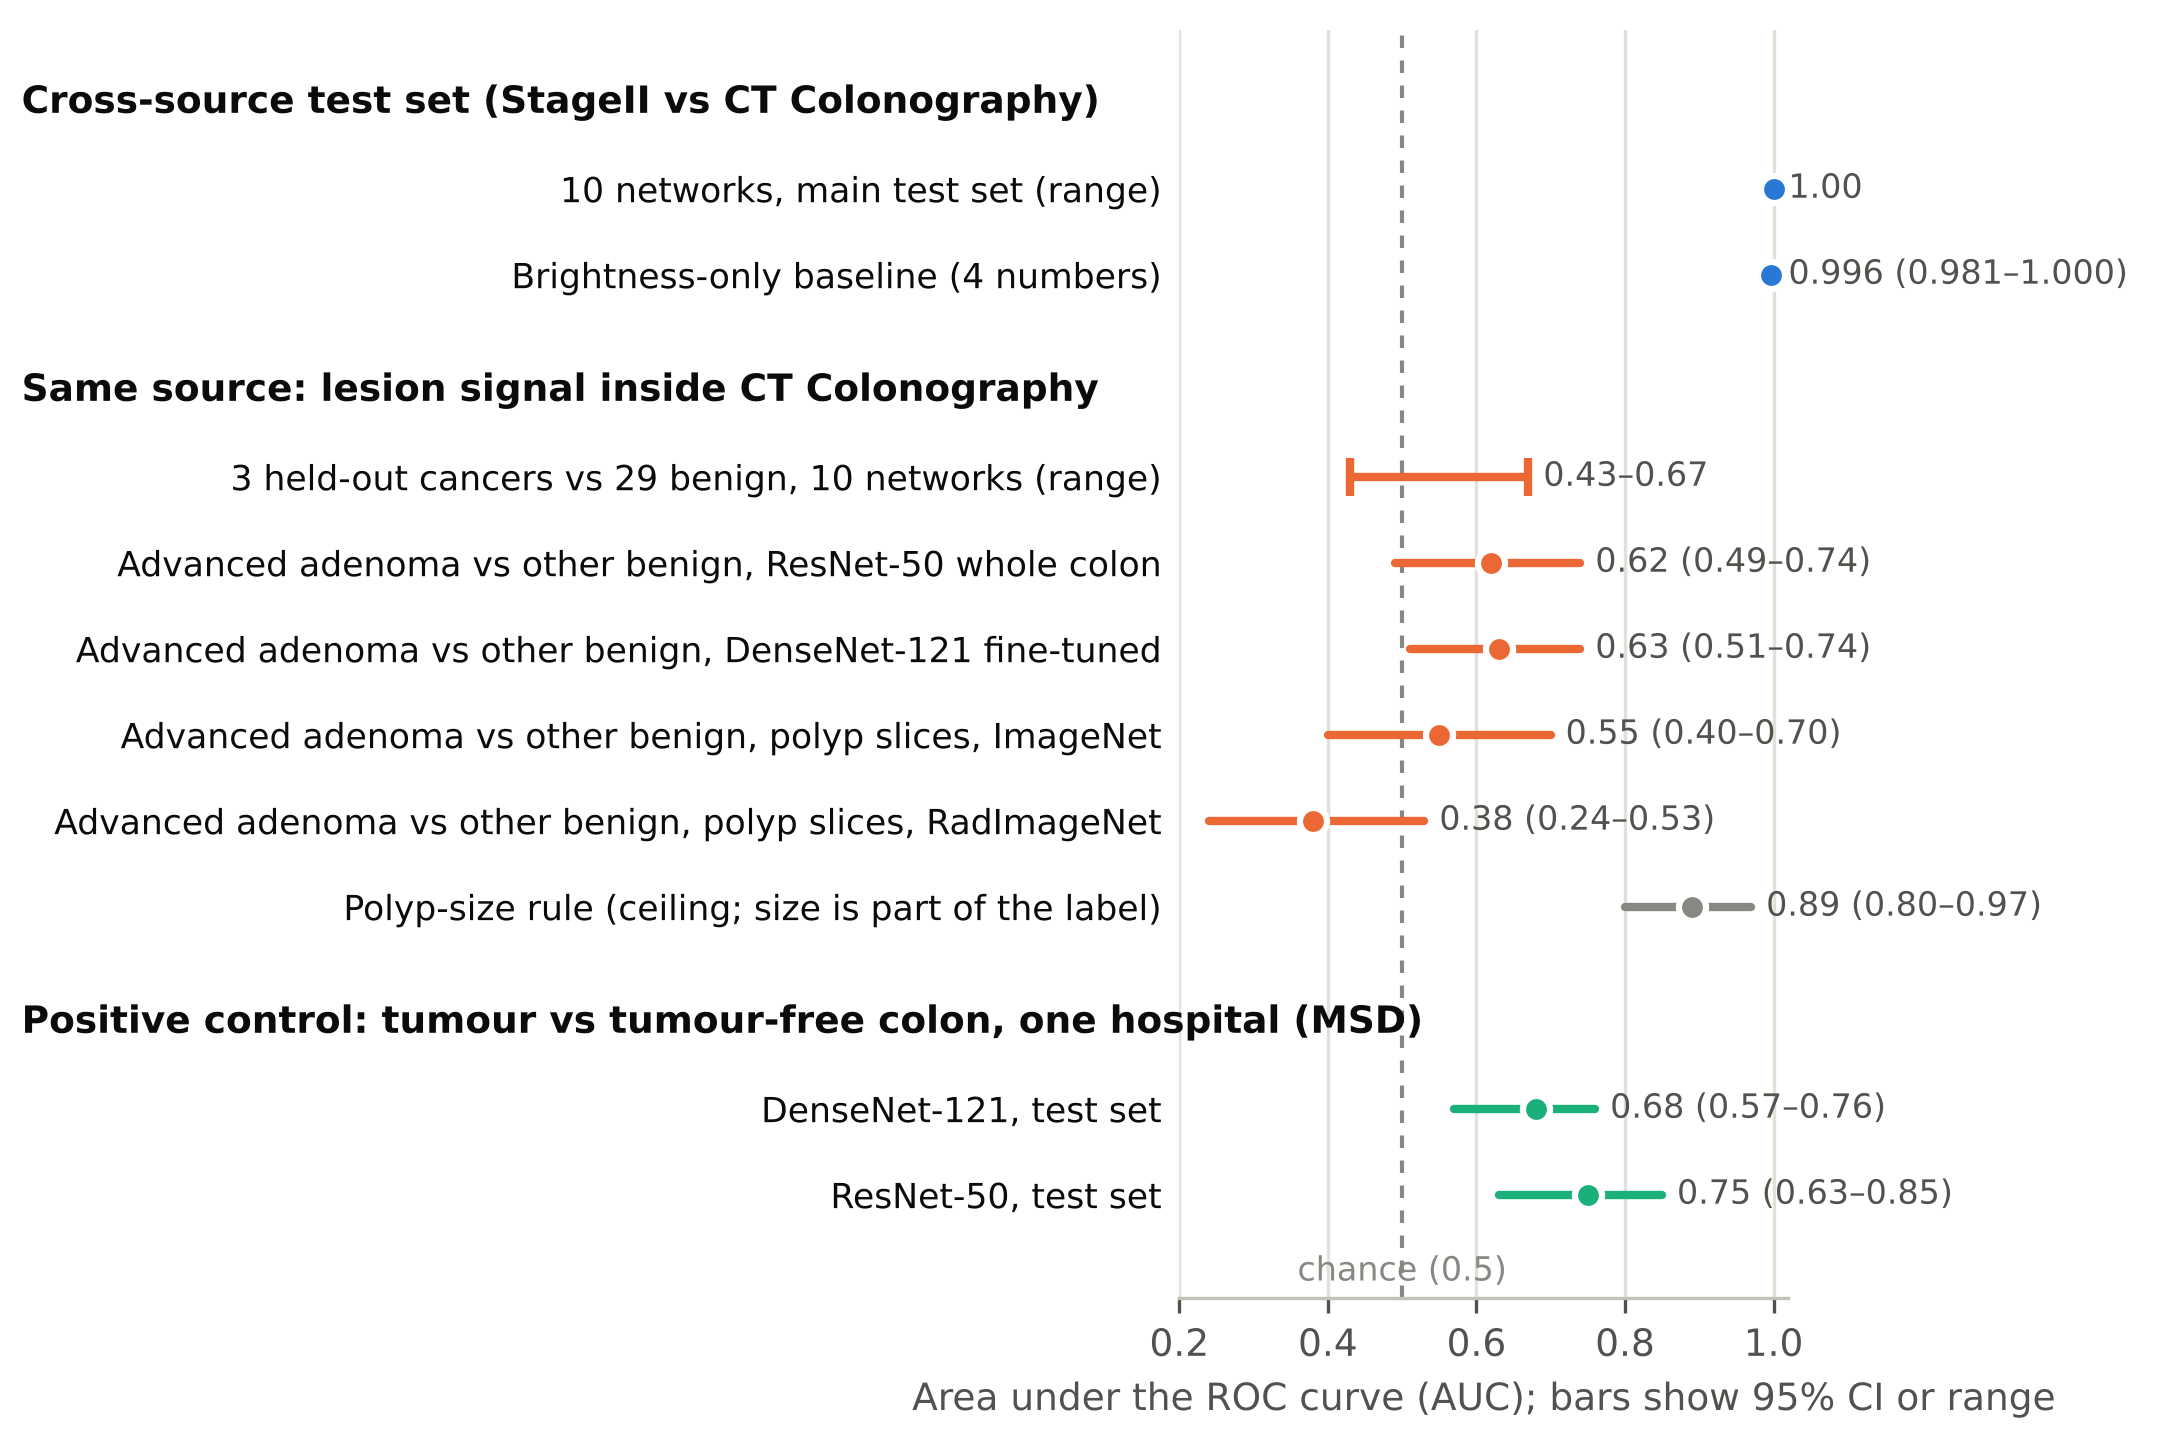 Cross-source test set (StageII vs CT Colonography)
10 networks, main test set (range) 1.00
Brightness-only baseline (4 numbers) 0.996 (0.981–1.000)
Same source: lesion signal inside CT Colonography
3 held-out cancers vs 29 benign, 10 networks (range) 0.43–0.67
Advanced adenoma vs other benign, ResNet-50 whole colon 0.62 (0.49–0.74)
Advanced adenoma vs other benign, DenseNet-121 fine-tuned 0.63 (0.51–0.74)
Advanced adenoma vs other benign, polyp slices, ImageNet 0.55 (0.40–0.70)
Advanced adenoma vs other benign, polyp slices, RadImageNet 0.38 (0.24–0.53)
Polyp-size rule (ceiling; size is part of the label) 0.89 (0.80–0.97)
Positive control: tumour vs tumour-free colon, one hospital (MSD)
DenseNet-121, test set 0.68 (0.57–0.76)
ResNet-50, test set 0.75 (0.63–0.85)
chance (0.5)
0.2 0.4 0.6 0.8 1.0
Area under the ROC curve (AUC); bars show 95% CI or range